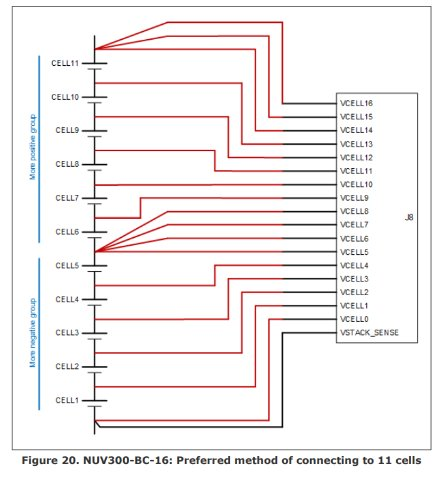 CELL11
CELL10
CELL9
CELL8
CELL7
CELL6
CELL5
CELL4
CELL3
CELL2
CELL1
More positive group
More negative group
VCELL16
VCELL15
VCELL14
VCELL13
VCELL12
VCELL11
VCELL10
VCELL9
VCELL8
VCELL7
VCELL6
VCELL5
VCELL4
VCELL3
VCELL2
VCELL1
VCELL0
VSTACK_SENSE
J8
Figure 20. NUV300-BC-16: Preferred method of connecting to 11 cells